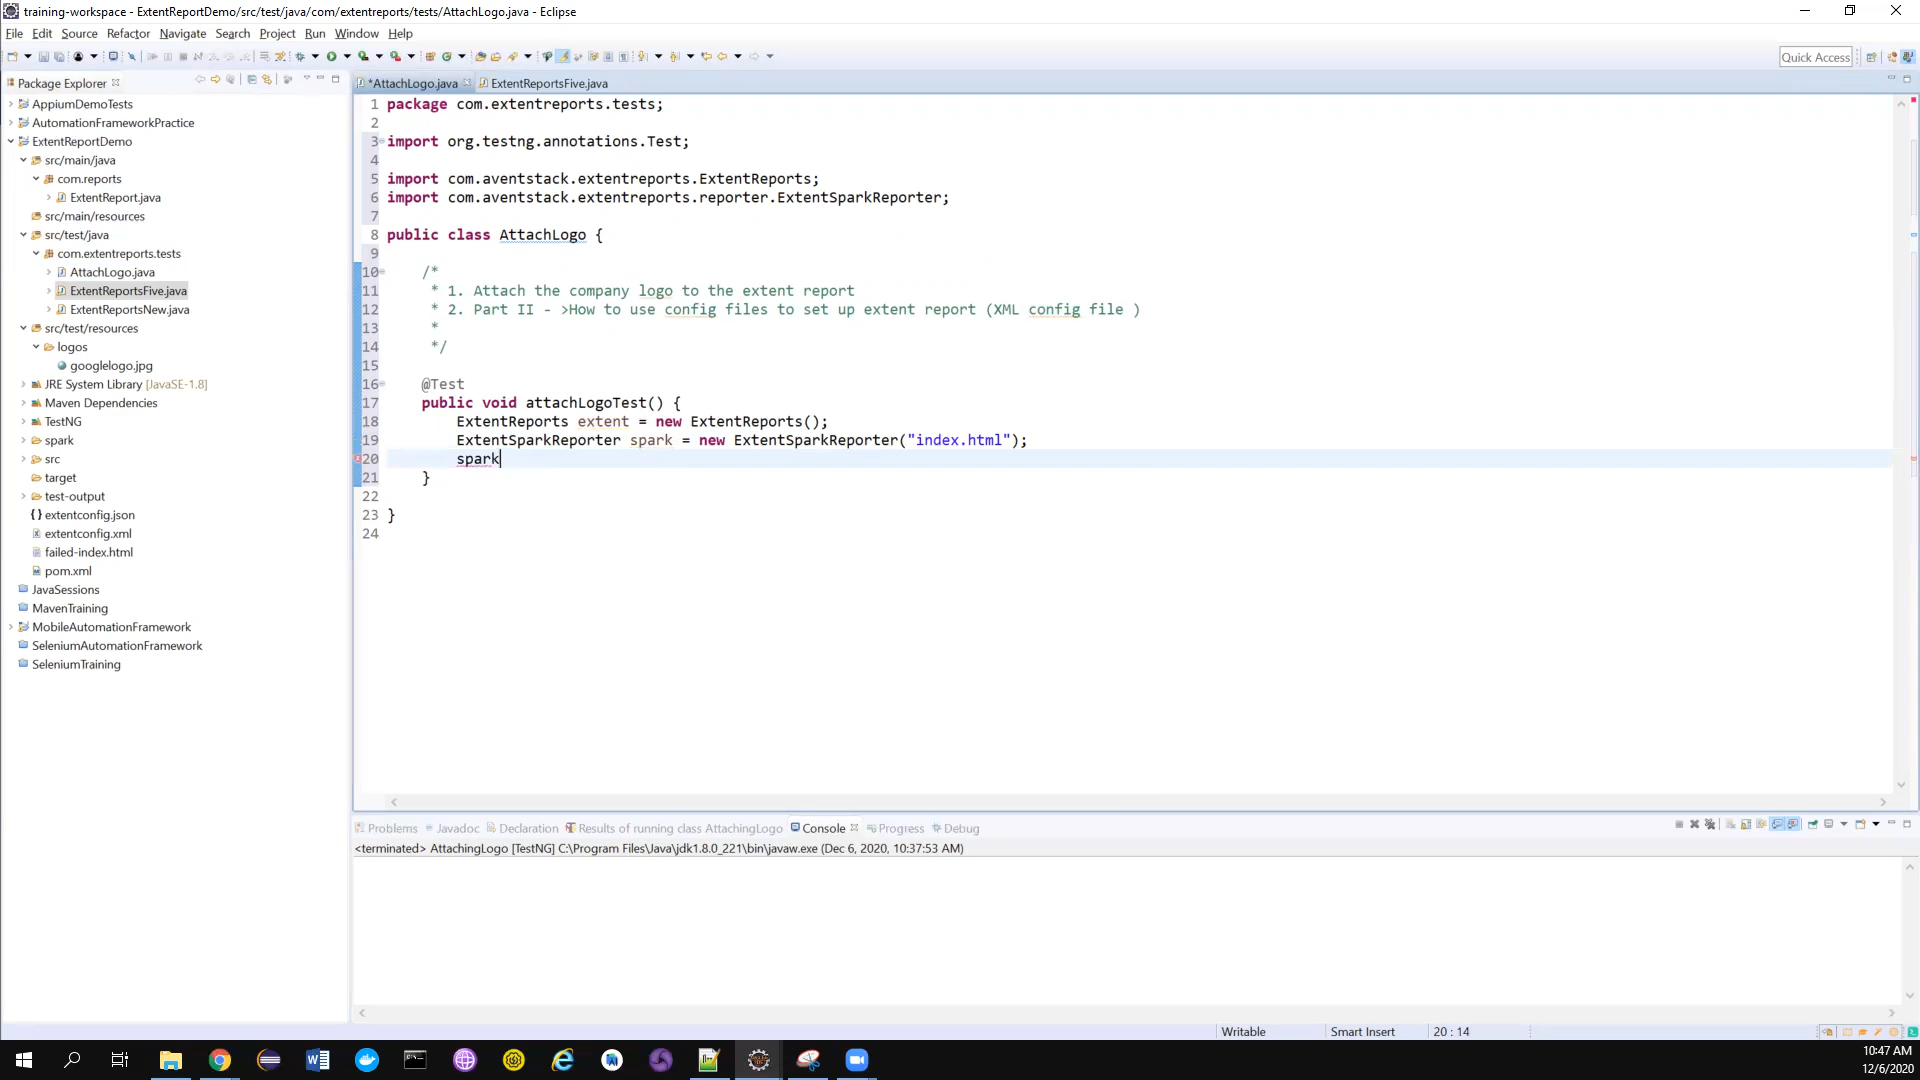 training-workspace - ExtentReportDemo/src/test/java/com/extentreports/tests/AttachLogo.java - Eclipse
File Edit Source Refactor Navigate Search Project Run Window Help
Quick Access
Package Explorer
*AttachLogo.java
ExtentReportsFive.java
AppiumDemoTests
AutomationFrameworkPractice
ExtentReportDemo
src/main/java
com.reports
ExtentReport.java
src/main/resources
src/test/java
com.extentreports.tests
AttachLogo.java
ExtentReportsFive.java
ExtentReportsNew.java
src/test/resources
logos
googlelogo.jpg
JRE System Library [JavaSE-1.8]
Maven Dependencies
TestNG
spark
src
target
test-output
extentconfig.json
extentconfig.xml
failed-index.html
pom.xml
JavaSessions
MavenTraining
MobileAutomationFramework
SeleniumAutomationFramework
SeleniumTraining
1 package com.extentreports.tests;
2
3 import org.testng.annotations.Test;
4
5 import com.aventstack.extentreports.ExtentReports;
6 import com.aventstack.extentreports.reporter.ExtentSparkReporter;
7
8 public class AttachLogo {
9
10 /*
11 * 1. Attach the company logo to the extent report
12 * 2. Part II - >How to use config files to set up extent report (XML config file )
13 *
14 */
15
16 @Test
17 public void attachLogoTest() {
18 ExtentReports extent = new ExtentReports();
19 ExtentSparkReporter spark = new ExtentSparkReporter("index.html");
20 spark
21 }
22
23 }
24
Problems Javadoc Declaration Results of running class AttachingLogo Console Progress Debug
<terminated> AttachingLogo [TestNG] C:\Program Files\Java\jdk1.8.0_221\bin\javaw.exe (Dec 6, 2020, 10:37:53 AM)
Writable Smart Insert 20 : 14
10:47 AM
12/6/2020